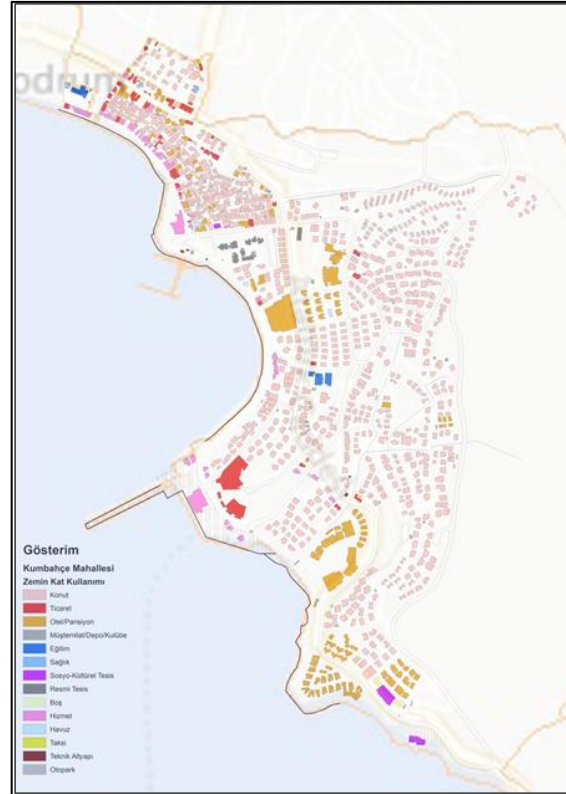 odrum
Gösterim
Kumbahçe Mahallesi
Zemin Kat Kullanımı
Konut
Ticaret
Otel/Pansiyon
Müştemilat/Depo/Kulübe
Eğitim
Sağlık
Sosyo-Kültürel Tesis
Resmi Tesis
Boş
Hizmet
Havuz
Taksi
Teknik Altyapı
Otopark